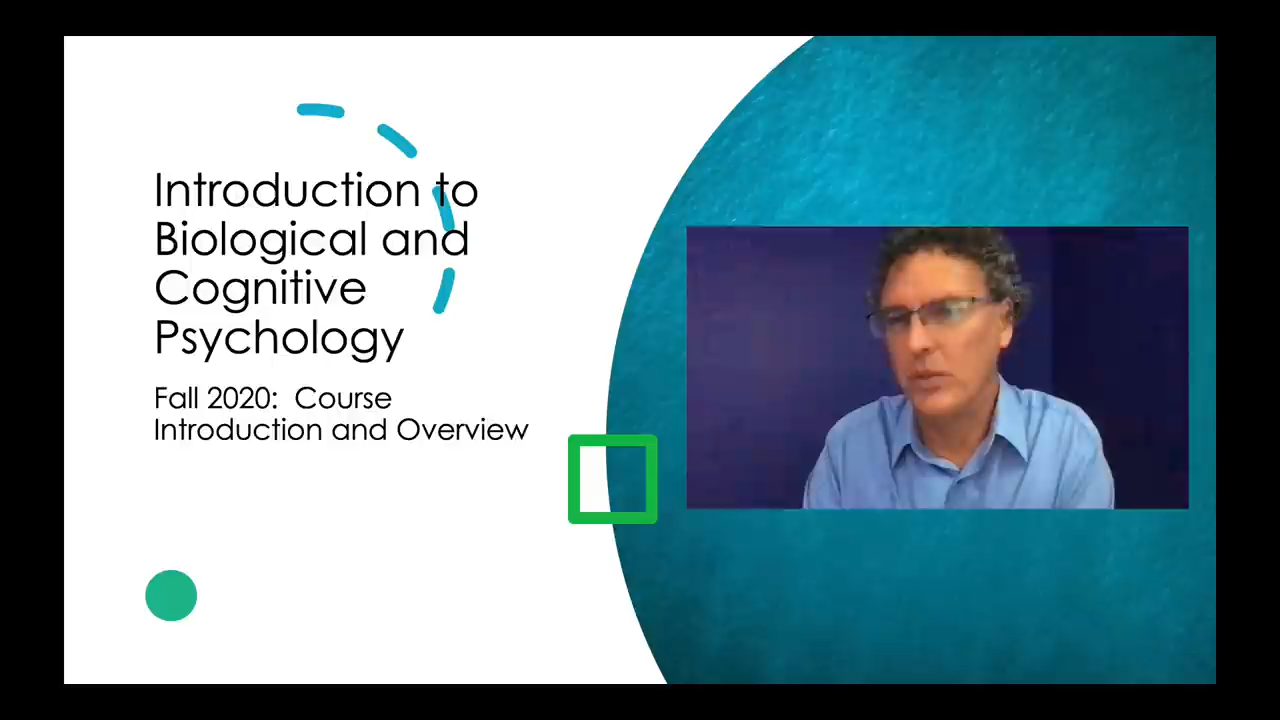 Introduction to
Biological and
Cognitive
Psychology
Fall 2020:  Course
Introduction and Overview